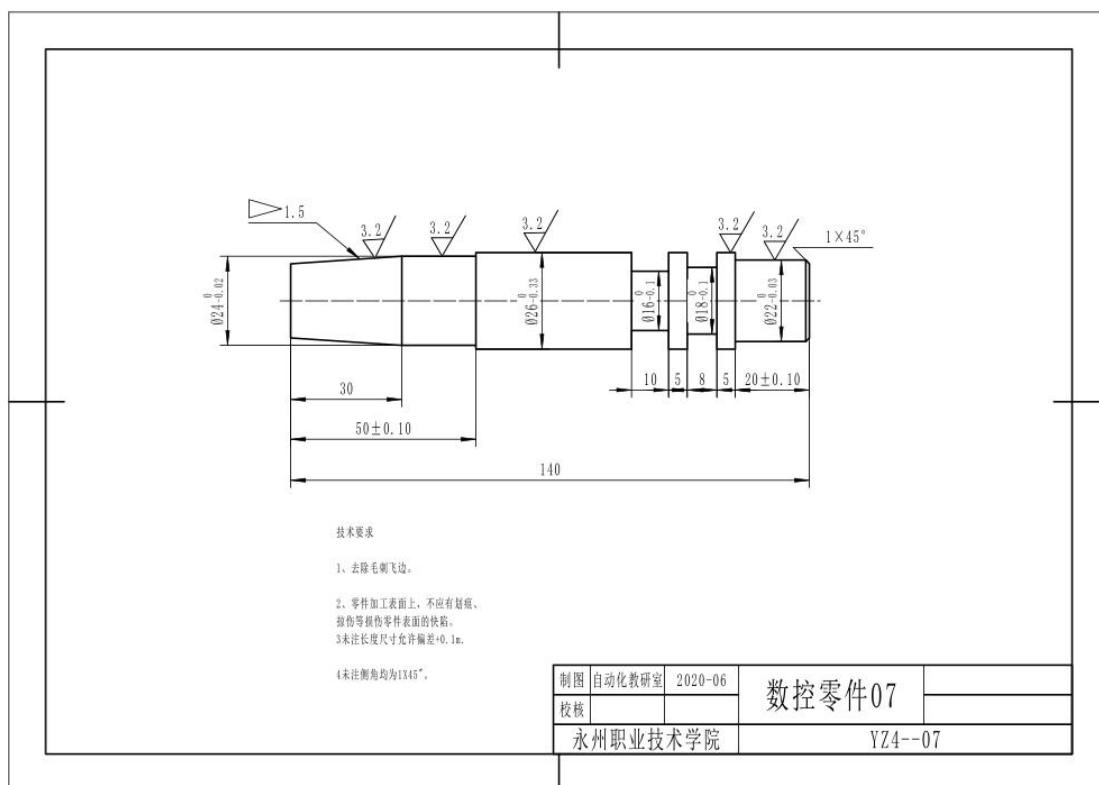 1.5
3.2
3.2
3.2
3.2
3.2
1×45°
Ø24 0 -0.02
Ø26 0 -0.33
Ø16 0 -0.1
Ø18 0 -0.1
Ø22 0 -0.03
30
10
5
8
5
20±0.10
50±0.10
140
技术要求
1、去除毛刺飞边。
2、零件加工表面上，不应有划痕、
擦伤等损伤零件表面的缺陷。
3未注长度尺寸允许偏差+0.1m.
4未注侧角均为1X45°。
制图 自动化教研室 2020-06
数控零件07
校核
永州职业技术学院
YZ4--07